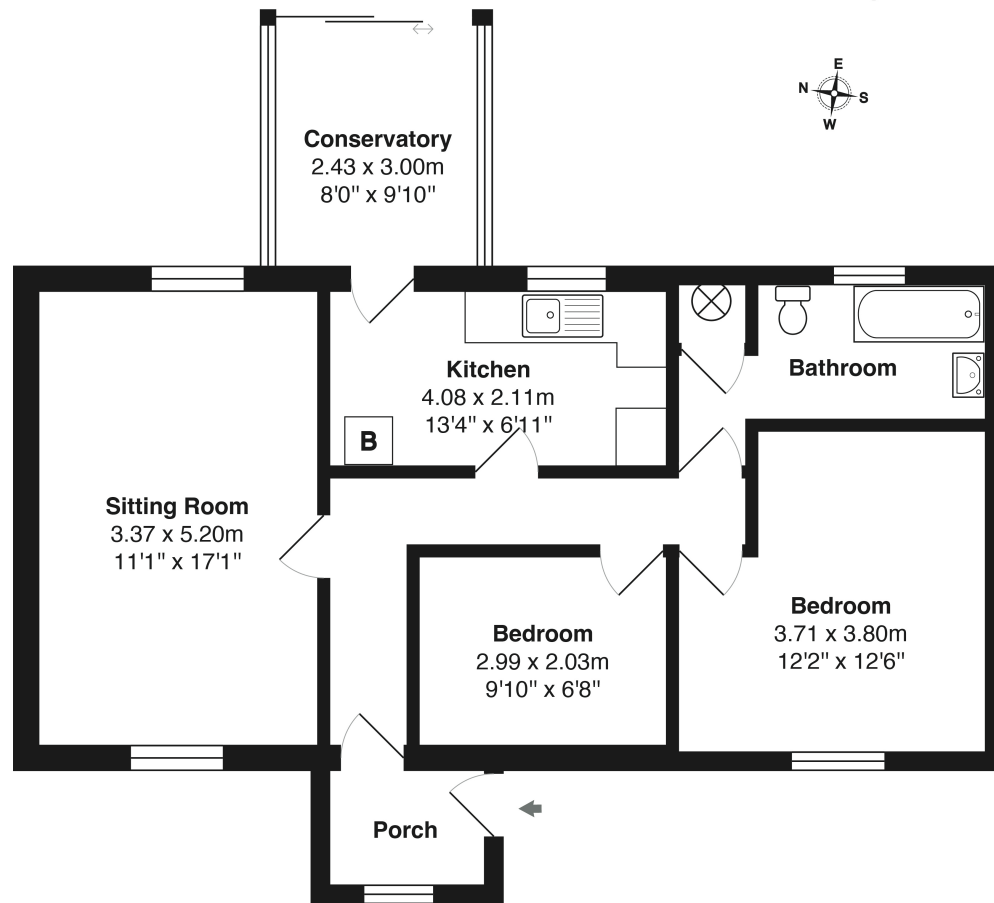 E
N
S
W
Conservatory
2.43 x 3.00m
8'0" x 9'10"
Kitchen
4.08 x 2.11m
13'4" x 6'11"
B
Bathroom
Sitting Room
3.37 x 5.20m
11'1" x 17'1"
Bedroom
2.99 x 2.03m
9'10" x 6'8"
Bedroom
3.71 x 3.80m
12'2" x 12'6"
Porch